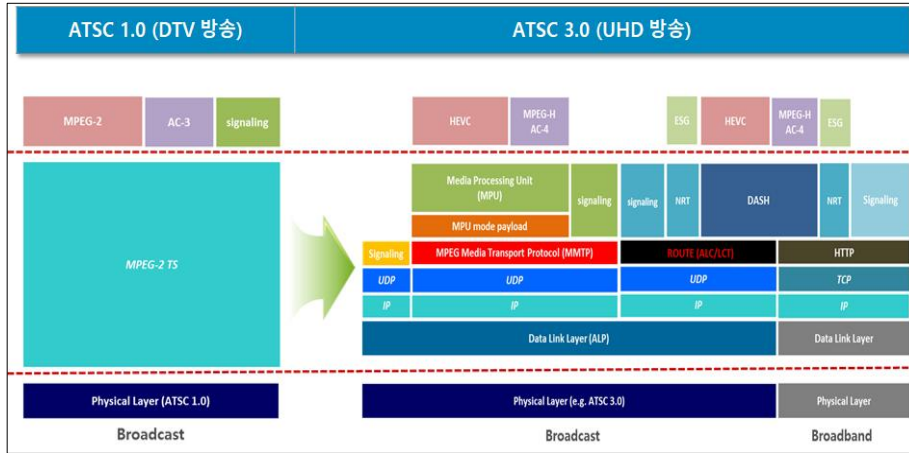 ATSC 1.0 (DTV 방송)
ATSC 3.0 (UHD 방송)
MPEG-2
AC-3
signaling
HEVC
MPEG-H
AC-4
ESG
HEVC
MPEG-H
AC-4
ESG
MPEG-2 TS
Media Processing Unit
(MPU)
MPU mode payload
signaling
signaling
NRT
DASH
NRT
Signaling
Signaling
MPEG Media Transport Protocol (MMTP)
ROUTE (ALC/LCT)
HTTP
UDP
UDP
UDP
TCP
IP
IP
IP
IP
Data Link Layer (ALP)
Data Link Layer
Physical Layer (ATSC 1.0)
Physical Layer (e.g. ATSC 3.0)
Physical Layer
Broadcast
Broadcast
Broadband